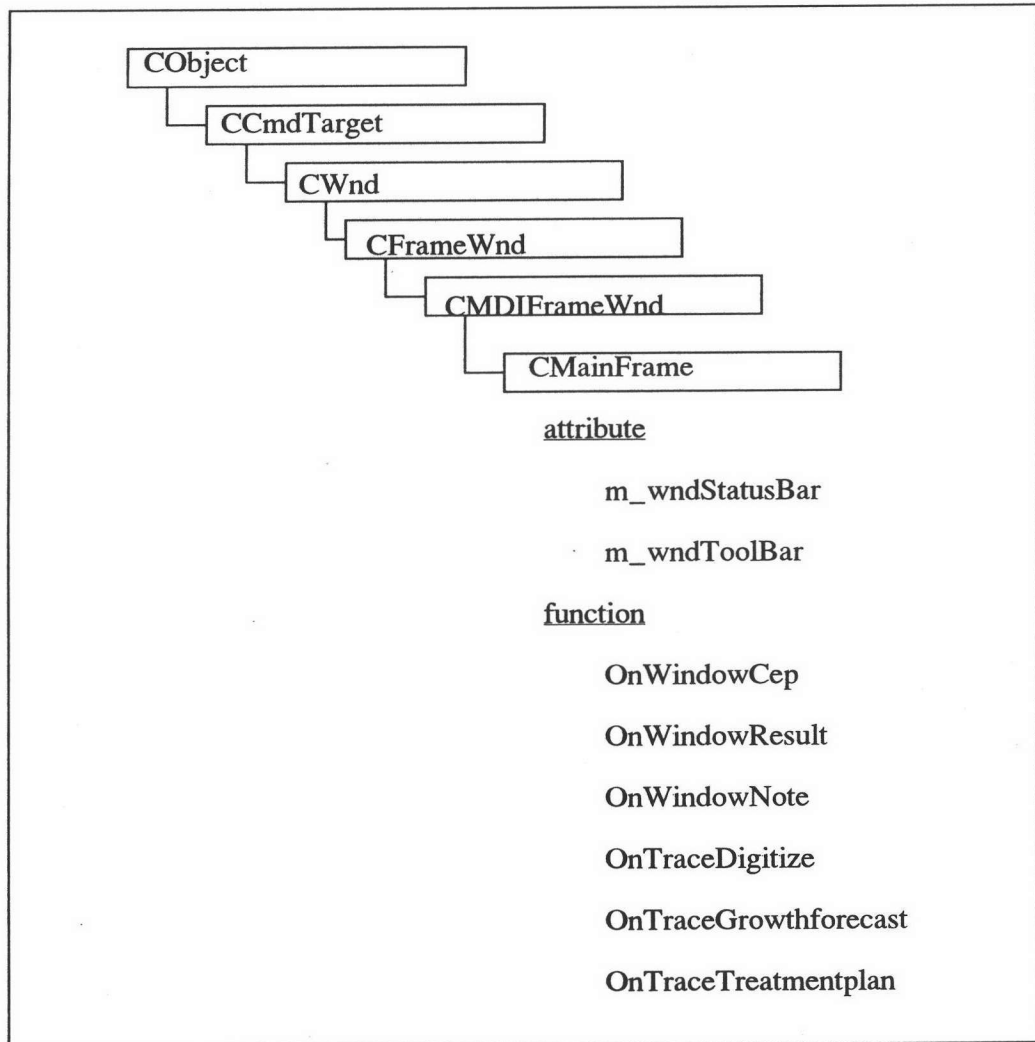 CObject
CCmdTarget
CWnd
CFrameWnd
CMDIFrameWnd
CMainFrame
attribute
m_wndStatusBar
m_wndToolBar
function
OnWindowCep
OnWindowResult
OnWindowNote
OnTraceDigitize
OnTraceGrowthforecast
OnTraceTreatmentplan